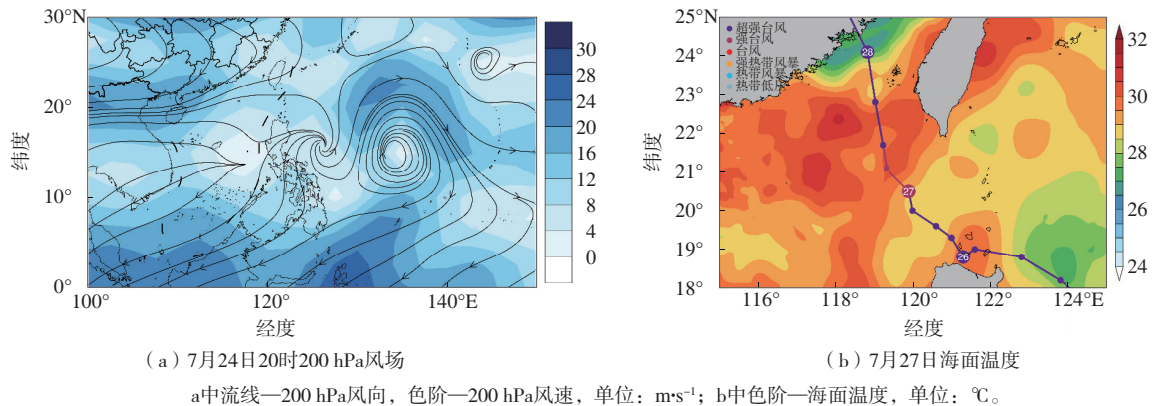 30°N
20°
10°
0°
100°
120°
140°E
纬度
经度
30
28
24
20
16
12
8
4
0
(a)7月24日20时200 hPa风场
25°N
24°
23°
22°
21°
20°
19°
18°
116°
118°
120°
122°
124°E
纬度
经度
超强台风
强台风
台风
强热带风暴
热带风暴
热带低压
28
27
26
32
30
28
26
24
(b)7月27日海面温度
a中流线—200 hPa风向,色阶—200 hPa风速,单位:m•s⁻¹;b中色阶—海面温度,单位:℃。